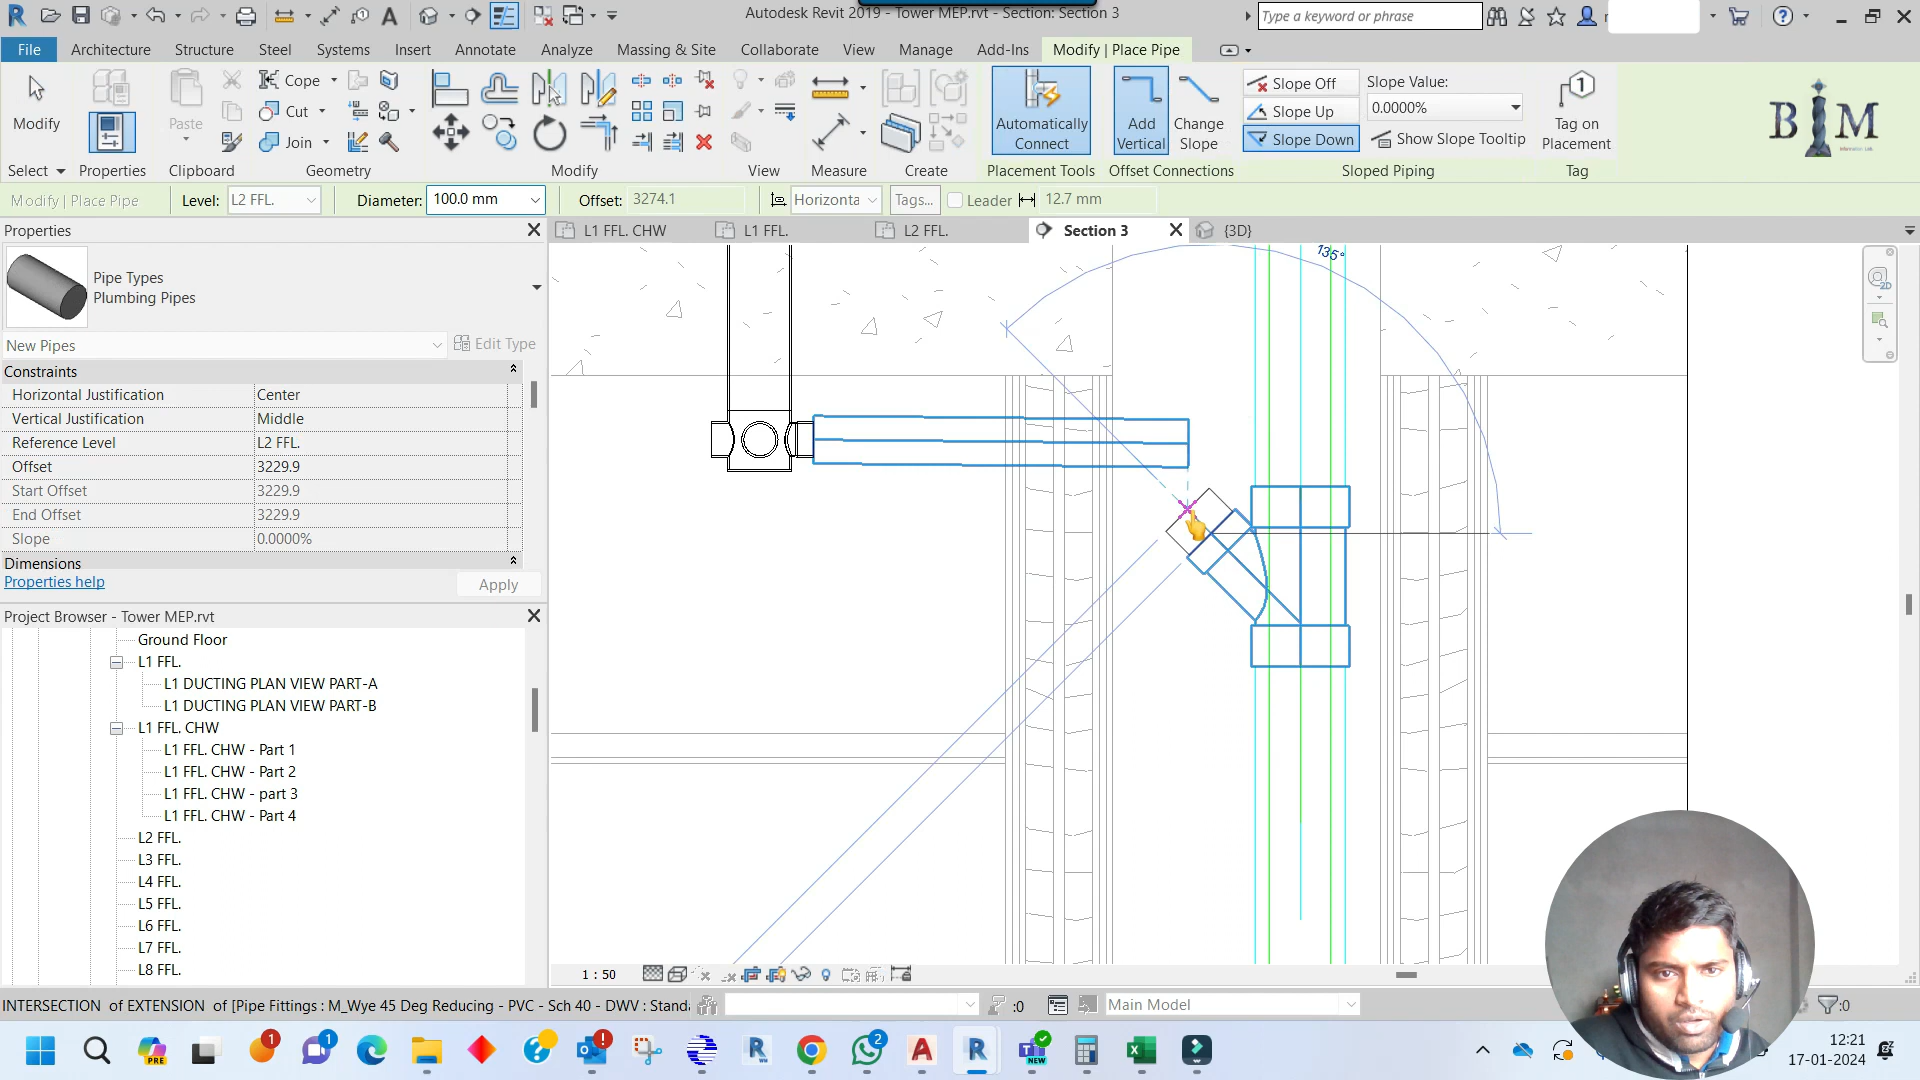 Autodesk Revit 2019 - Tower MEP.rvt - Section: Section 3
Type a keyword or phrase
File Architecture Structure Steel Systems Insert Annotate Analyze Massing & Site Collaborate View Manage Add-Ins Modify | Place Pipe
Modify
Paste
Cope
Cut
Join
Automatically Connect
Add Vertical
Change Slope
Slope Off
Slope Up
Slope Down
Slope Value:
0.0000%
Show Slope Tooltip
Tag on Placement
BIM
Select Properties Clipboard Geometry Modify View Measure Create Placement Tools Offset Connections Sloped Piping Tag
Modify | Place Pipe Level: L2 FFL. Diameter: 100.0 mm Offset: 3274.1 Horizonta Tags... Leader 12.7 mm
Properties
L1 FFL. CHW L1 FFL. L2 FFL. Section 3 {3D}
Pipe Types
Plumbing Pipes
New Pipes Edit Type
Constraints
Horizontal Justification Center
Vertical Justification Middle
Reference Level L2 FFL.
Offset 3229.9
Start Offset 3229.9
End Offset 3229.9
Slope 0.0000%
Dimensions
Properties help Apply
135°
2D
Project Browser - Tower MEP.rvt
Ground Floor
L1 FFL.
L1 DUCTING PLAN VIEW PART-A
L1 DUCTING PLAN VIEW PART-B
L1 FFL. CHW
L1 FFL. CHW - Part 1
L1 FFL. CHW - Part 2
L1 FFL. CHW - part 3
L1 FFL. CHW - Part 4
L2 FFL.
L3 FFL.
L4 FFL.
L5 FFL.
L6 FFL.
L7 FFL.
L8 FFL.
1 : 50
INTERSECTION of EXTENSION of [Pipe Fittings : M_Wye 45 Deg Reducing - PVC - Sch 40 - DWV : Standa
:0 Main Model :0
12:21
17-01-2024